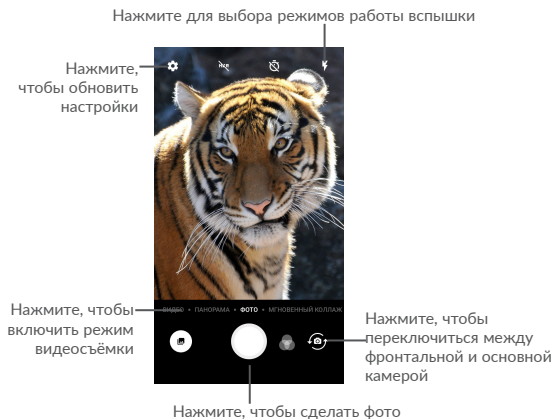 Нажмите для выбора режимов работы вспышки
Нажмите,
чтобы обновить
настройки
Нажмите, чтобы
включить режим
видеосъёмки
ВИДЕО • ПАНОРАМА • ФОТО • МГНОВЕННЫЙ КОЛЛАЖ
Нажмите, чтобы
переключиться между
фронтальной и основной
камерой
Нажмите, чтобы сделать фото